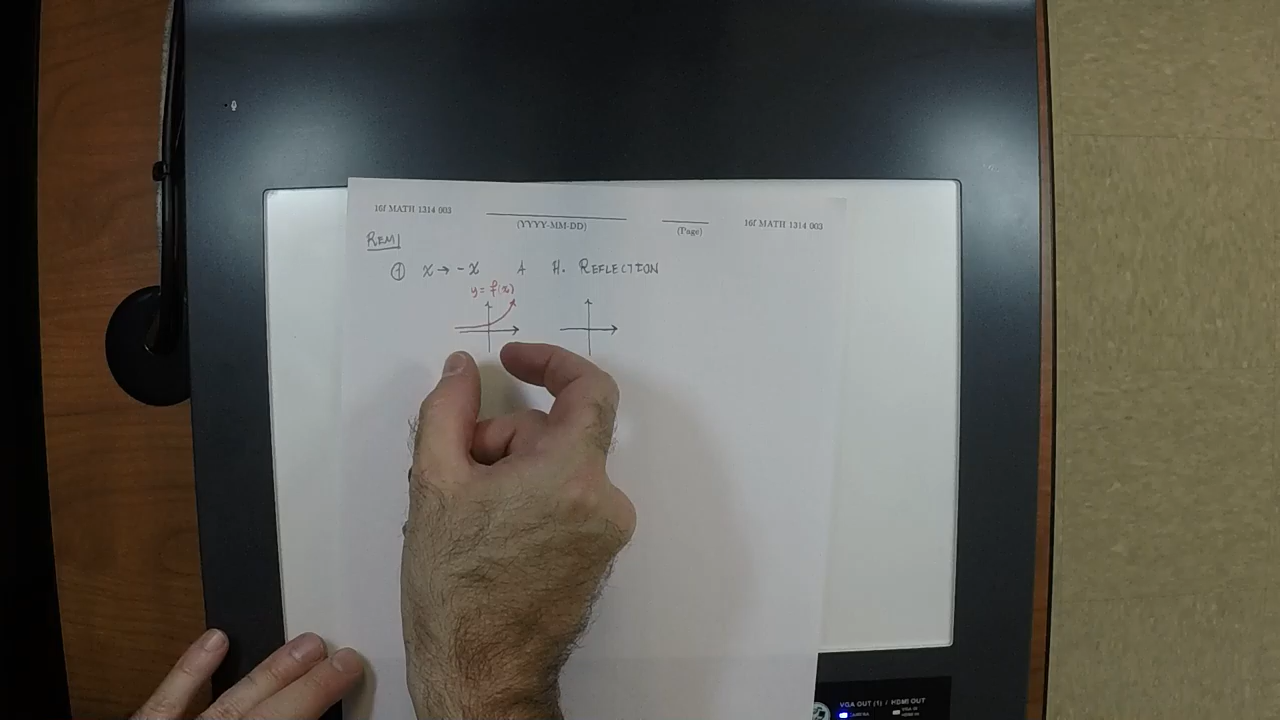 16f MATH 1314 003 (YYYY-MM-DD) (Page) 16f MATH 1314 003
REM
① x → -x A H. REFLECTION
y = f(x)
VGA OUT (1) / HDMI OUT